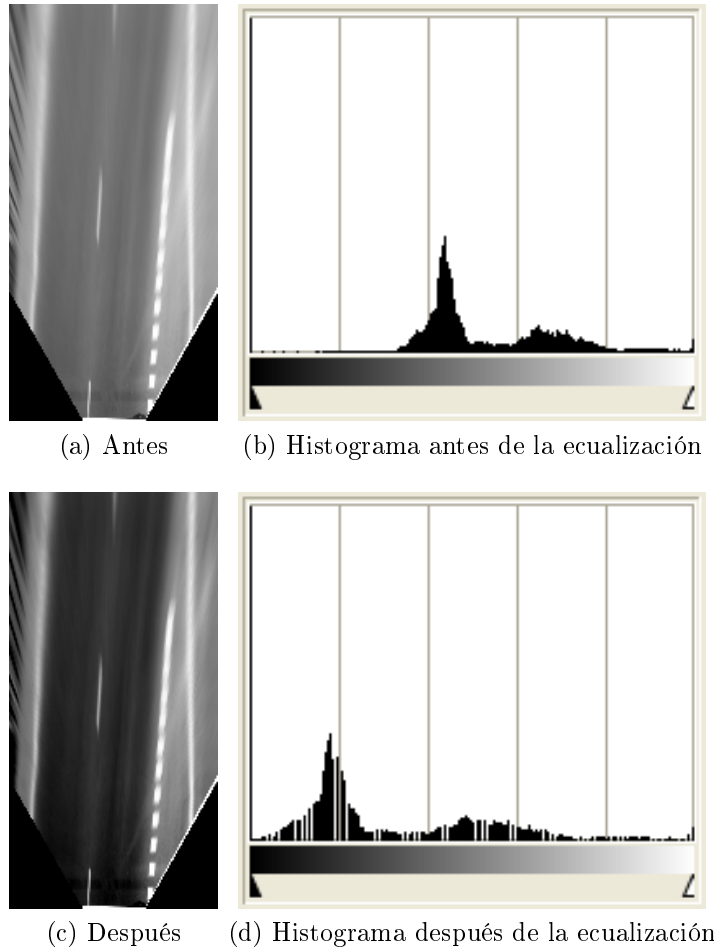 (a) Antes
(b) Histograma antes de la ecualización
(c) Después
(d) Histograma después de la ecualización